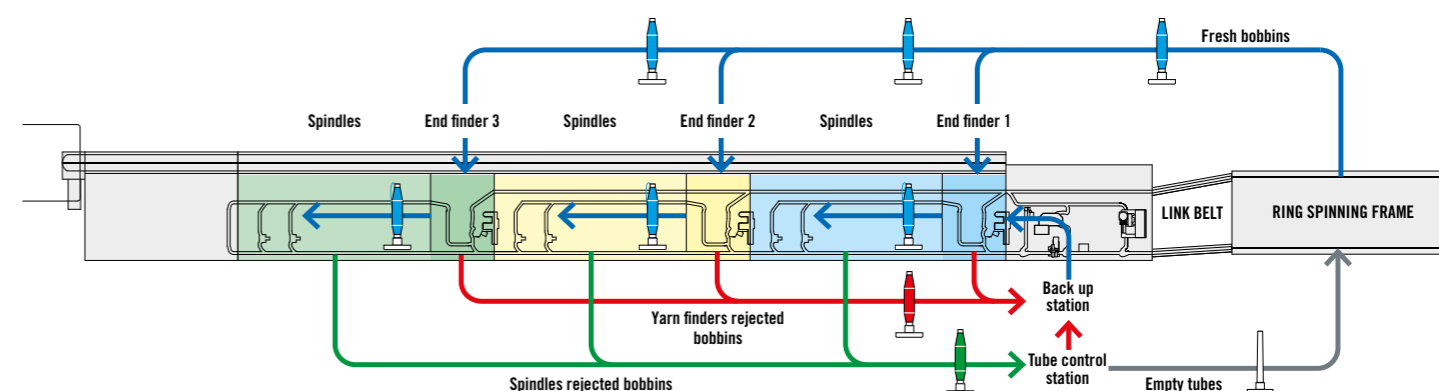 Fresh bobbins
Spindles
End finder 3
Spindles
End finder 2
Spindles
End finder 1
LINK BELT
RING SPINNING FRAME
Back up
station
Yarn finders rejected
bobbins
Tube control
station
Spindles rejected bobbins
Empty tubes